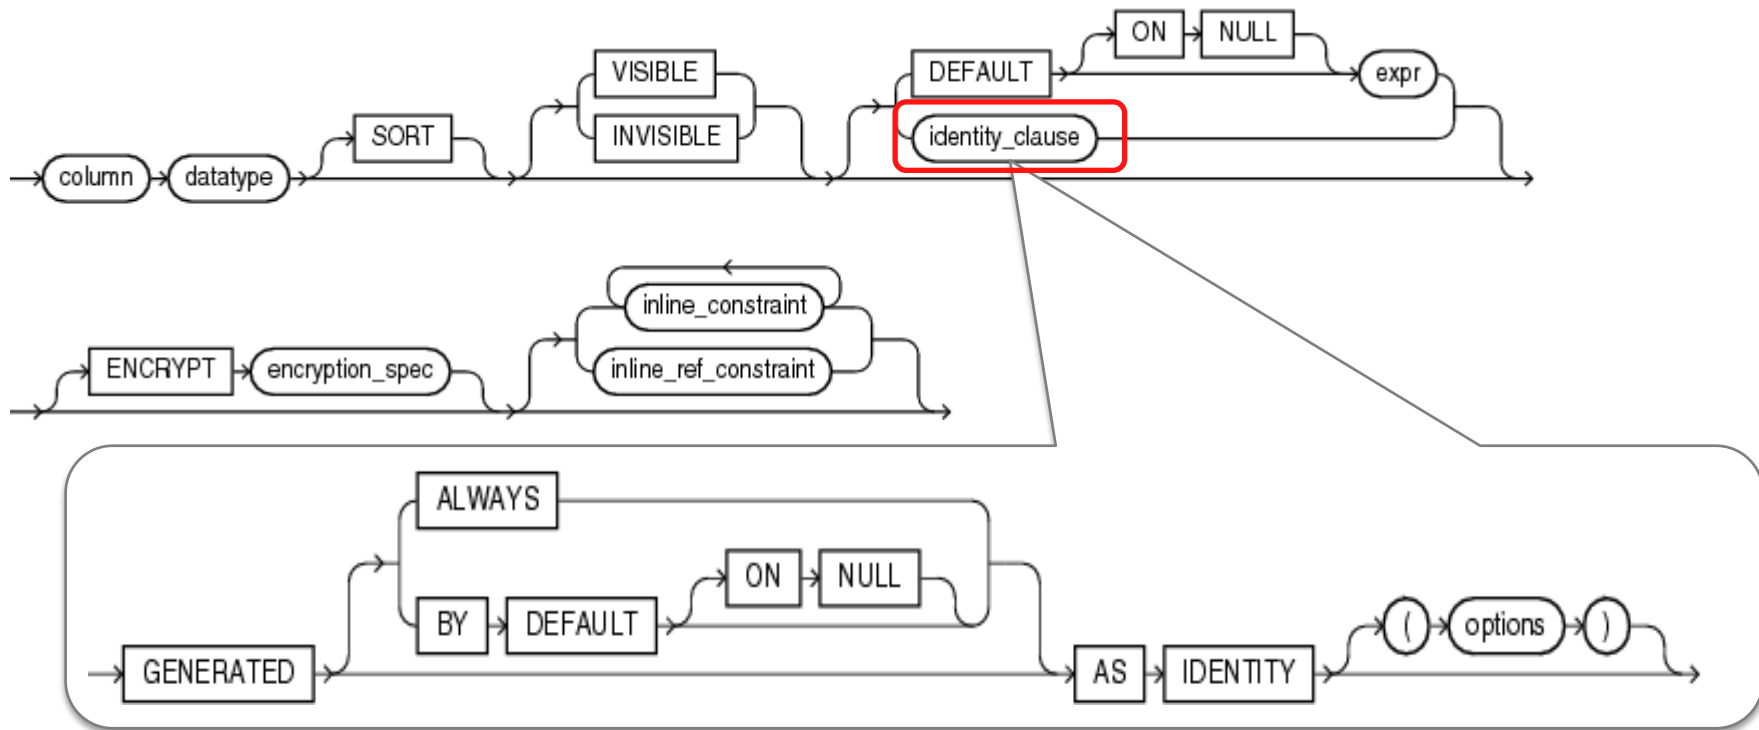 ON NULL
VISIBLE DEFAULT expr
SORT INVISIBLE identity_clause
column datatype
inline_constraint
ENCRYPT encryption_spec inline_ref_constraint
ALWAYS
ON NULL
BY DEFAULT ( options )
GENERATED AS IDENTITY